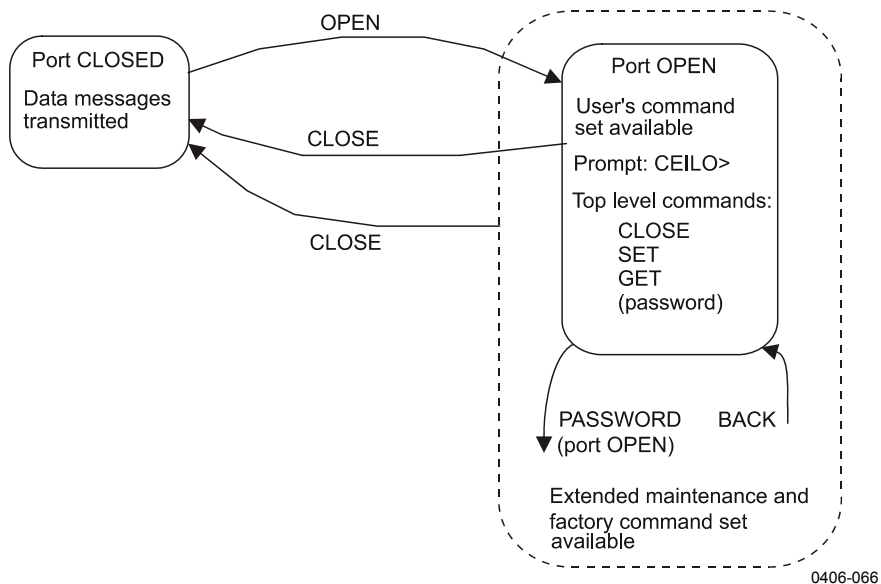 OPEN
Port CLOSED
Data messages
transmitted
CLOSE
CLOSE
Port OPEN
User's command
set available
Prompt: CEILO>
Top level commands:
CLOSE
SET
GET
(password)
PASSWORD
(port OPEN)
BACK
Extended maintenance and
factory command set
available
0406-066